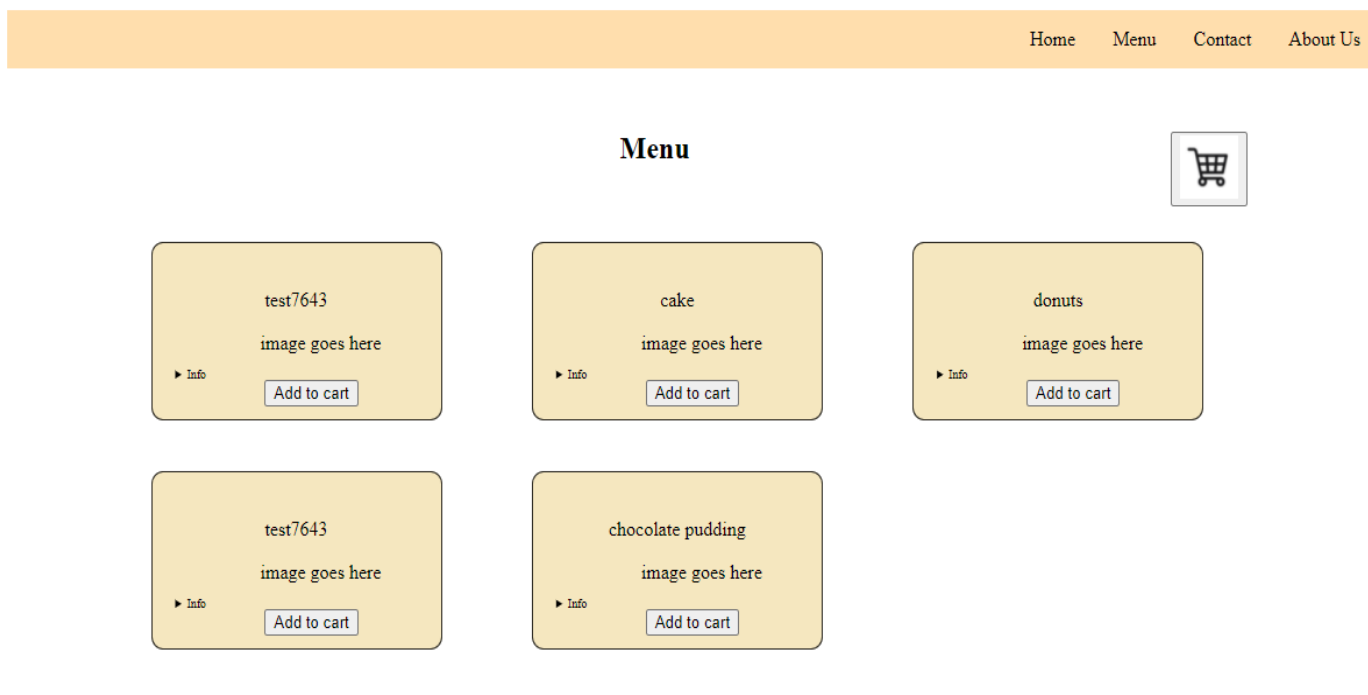 Home Menu Contact About Us
Menu
test7643 cake donuts
image goes here image goes here image goes here
Info Info Info
Add to cart Add to cart Add to cart
test7643 chocolate pudding
image goes here image goes here
Info Info
Add to cart Add to cart